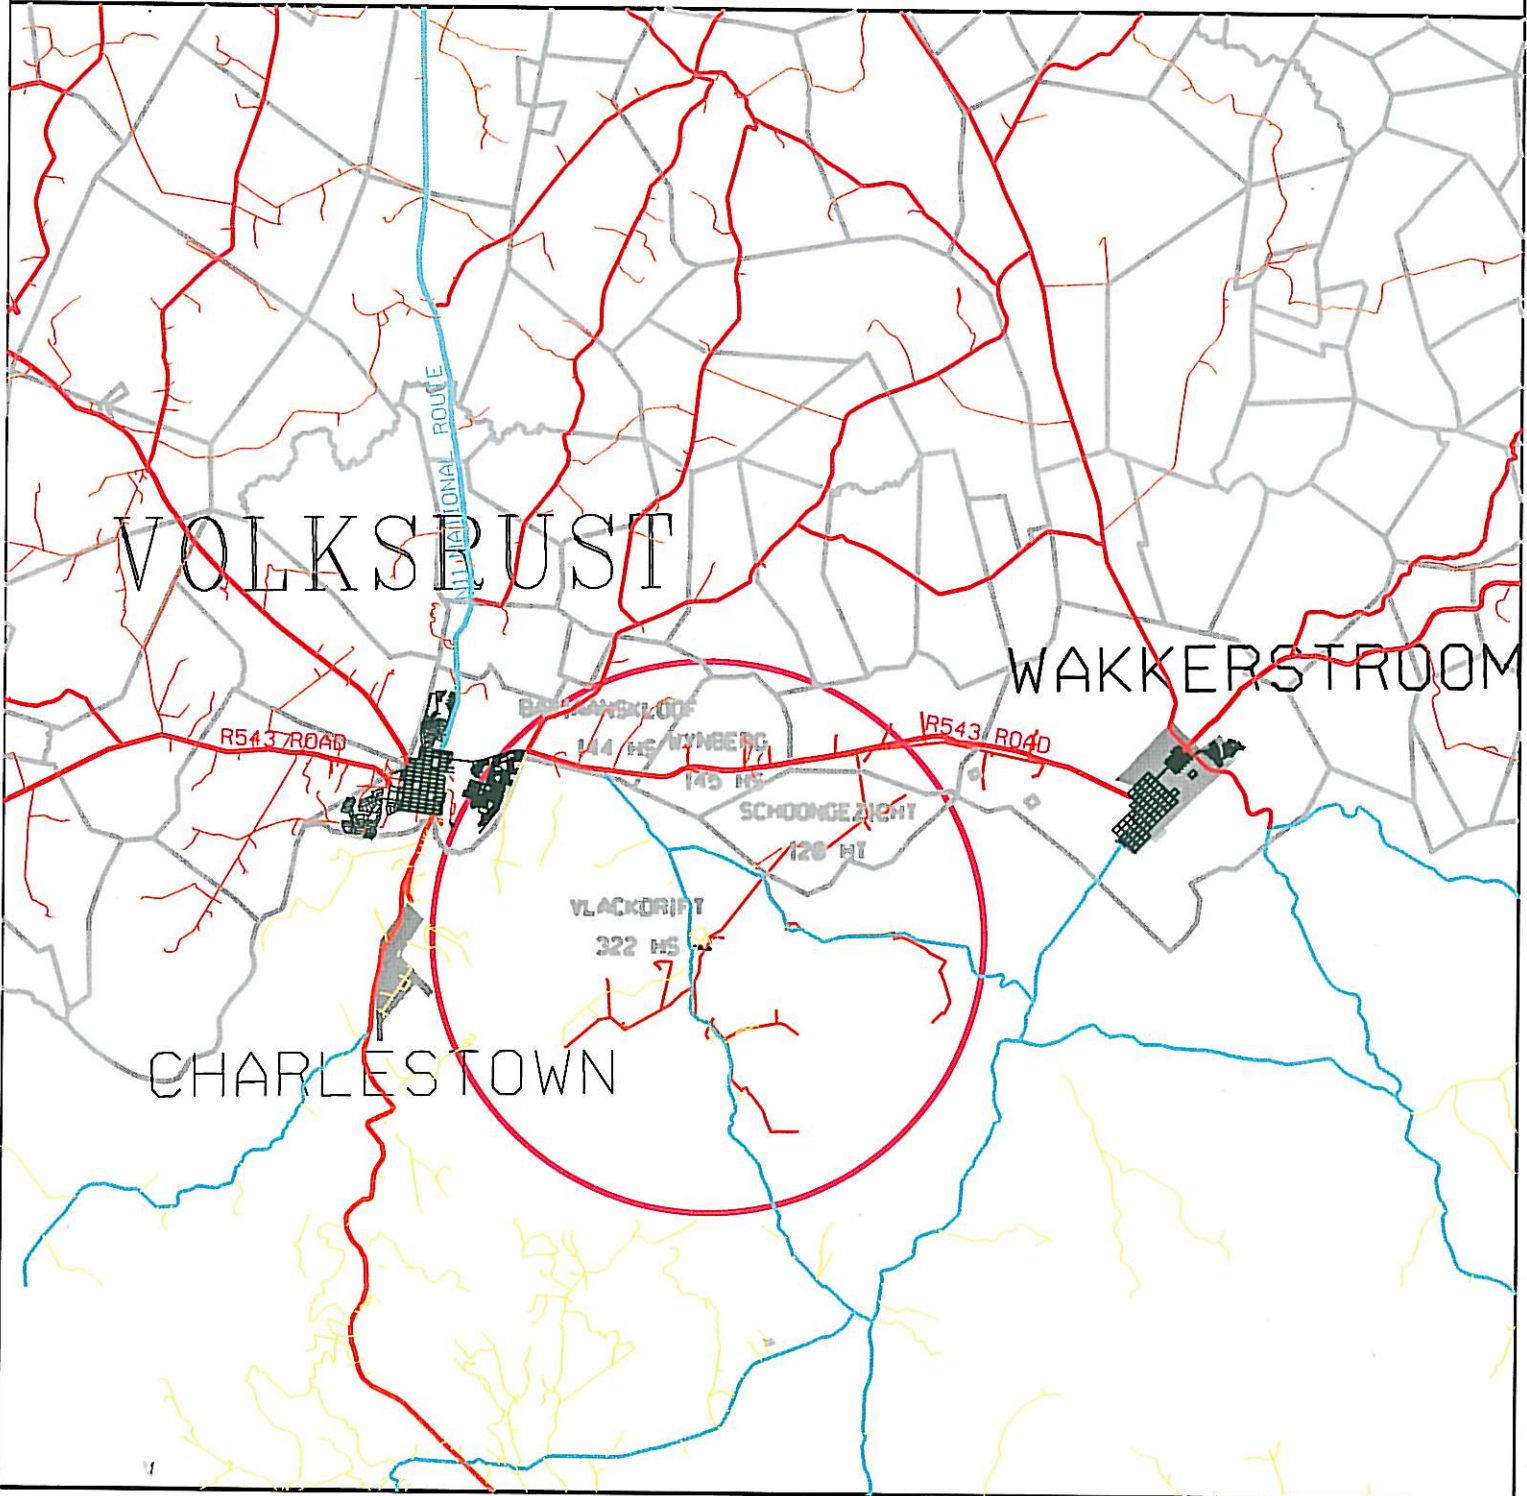 NATIONAL ROUTE
VOLKSRUST
WAKKERSTROOM
R543 ROAD
R543 ROAD
144 HS
WYNBERG
145 HS
SCHOONGEZICHT
128 HT
VLACKDRIFT
322 HS
CHARLESTOWN